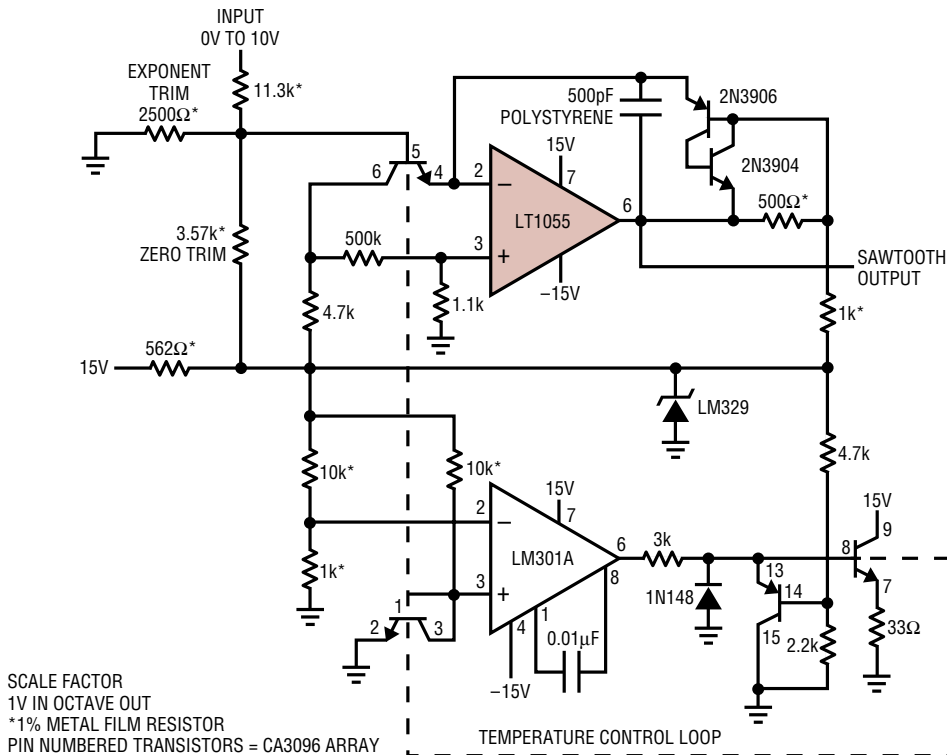 INPUT
0V TO 10V
EXPONENT
TRIM
2500Ω*
11.3k*
500pF
POLYSTYRENE
2N3906
2N3904
5
6
4
2
15V
7
LT1055
6
500Ω*
3.57k*
ZERO TRIM
500k
3
–15V
SAWTOOTH
OUTPUT
4.7k
1.1k
1k*
15V
562Ω*
LM329
10k*
10k*
4.7k
15V
7
2
LM301A
6
3k
15V
9
8
8
7
1k*
1
3
2
3
4
1
0.01µF
1N148
13
14
15
2.2k
33Ω
–15V
SCALE FACTOR
1V IN OCTAVE OUT
*1% METAL FILM RESISTOR
PIN NUMBERED TRANSISTORS = CA3096 ARRAY
TEMPERATURE CONTROL LOOP